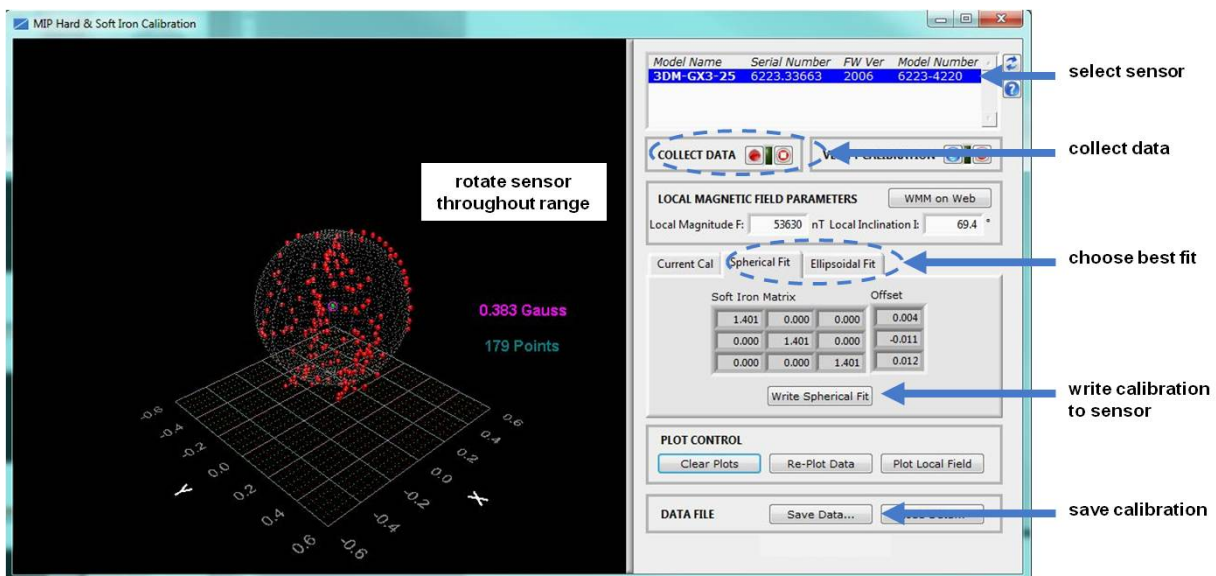 MIP Hard & Soft Iron Calibration
Model Name Serial Number FW Ver Model Number
3DM-GX3-25 6223.33663 2006 6223-4220
select sensor
COLLECT DATA
CALIBRATION
collect data
rotate sensor
throughout range
LOCAL MAGNETIC FIELD PARAMETERS WMM on Web
Local Magnitude F: 53630 nT Local Inclination I: 69.4 °
Current Cal Spherical Fit Ellipsoidal Fit
choose best fit
Soft Iron Matrix Offset
1.401 0.000 0.000 0.004
0.000 1.401 0.000 -0.011
0.000 0.000 1.401 0.012
0.383 Gauss
179 Points
Write Spherical Fit
write calibration
to sensor
PLOT CONTROL
Clear Plots Re-Plot Data Plot Local Field
DATA FILE Save Data...
save calibration
-0.6 -0.4 -0.2 0.0 0.2 0.4 0.6
Y
0.6 0.4 0.2 0.0 -0.2 -0.4 -0.6
X